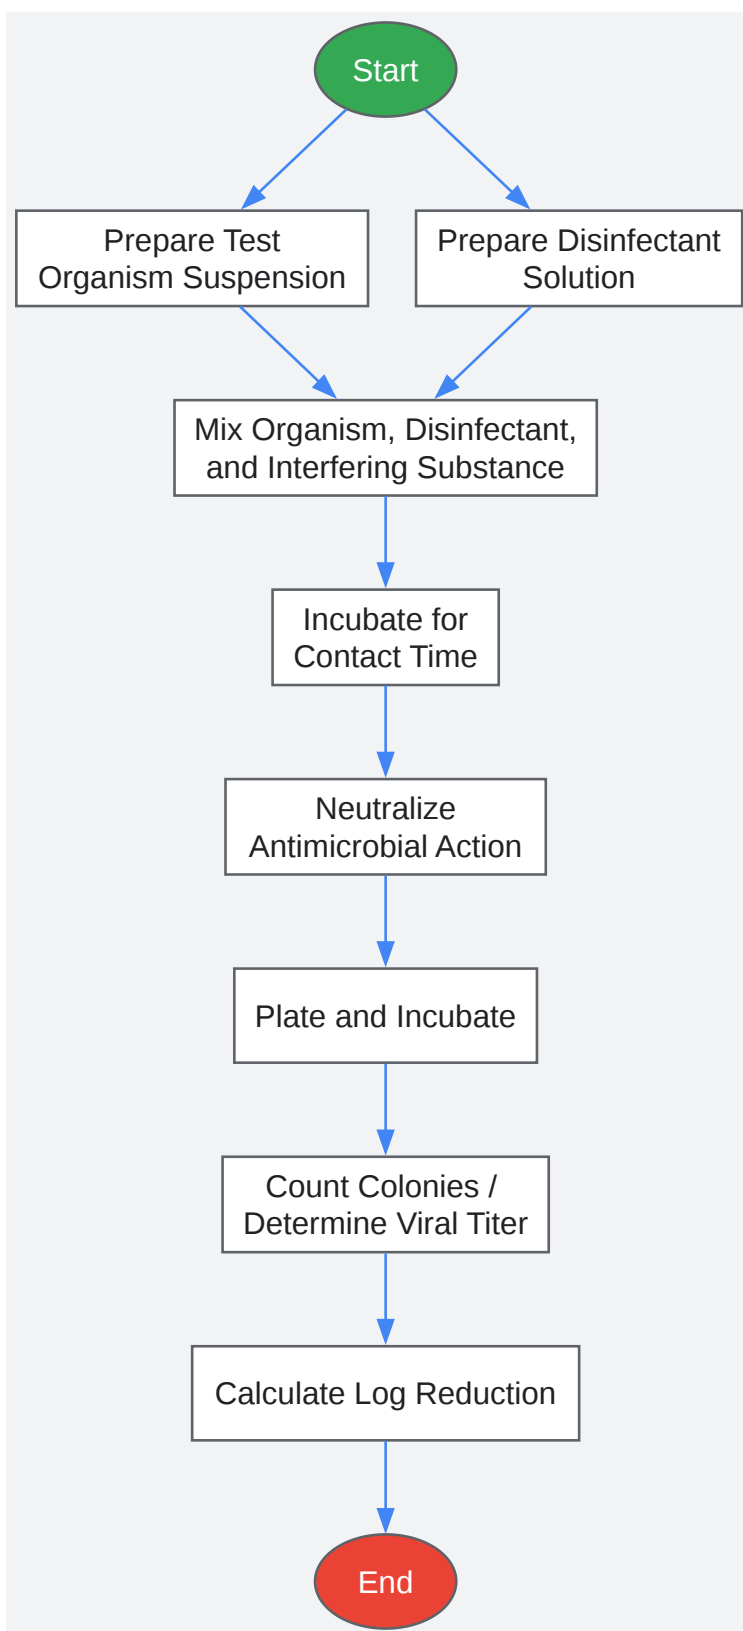 Start
Prepare Test
Organism Suspension
Prepare Disinfectant
Solution
Mix Organism, Disinfectant,
and Interfering Substance
Incubate for
Contact Time
Neutralize
Antimicrobial Action
Plate and Incubate
Count Colonies /
Determine Viral Titer
Calculate Log Reduction
End